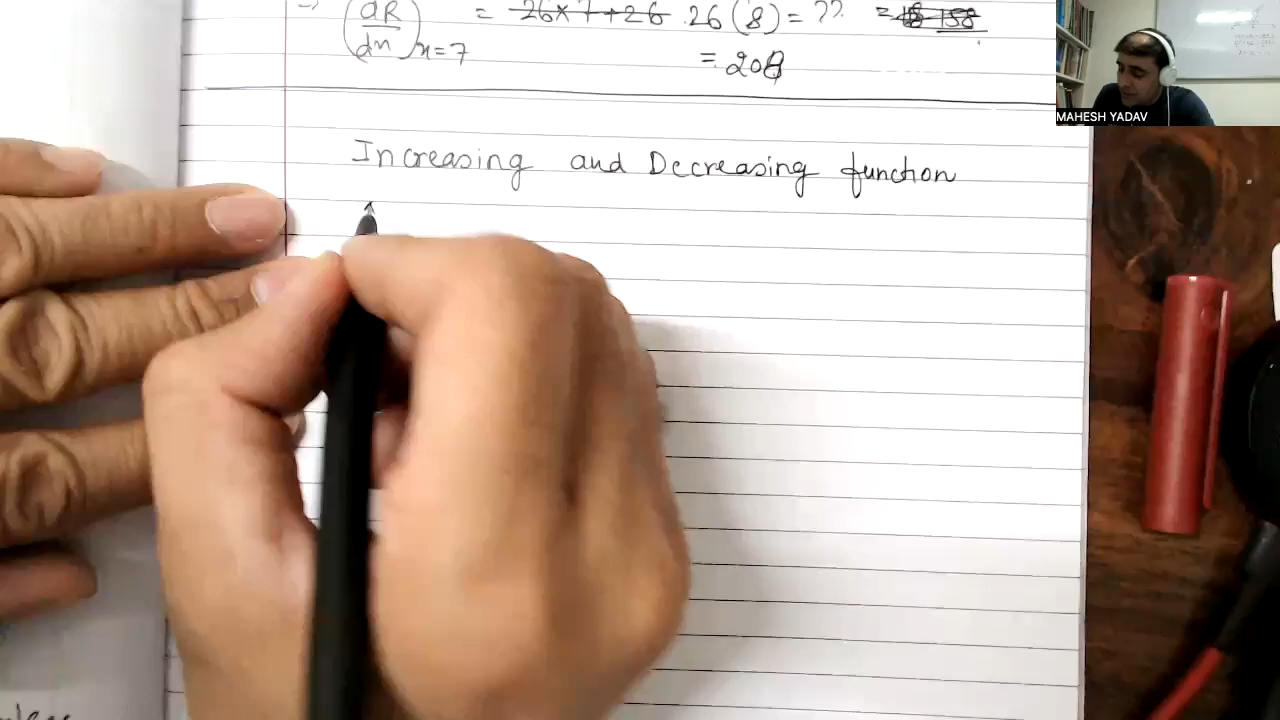 ⇒ (dR/dx) x=7 = 26×7+26 . 26(8) = ?? = 158
= 208
MAHESH YADAV
Increasing and Decreasing function